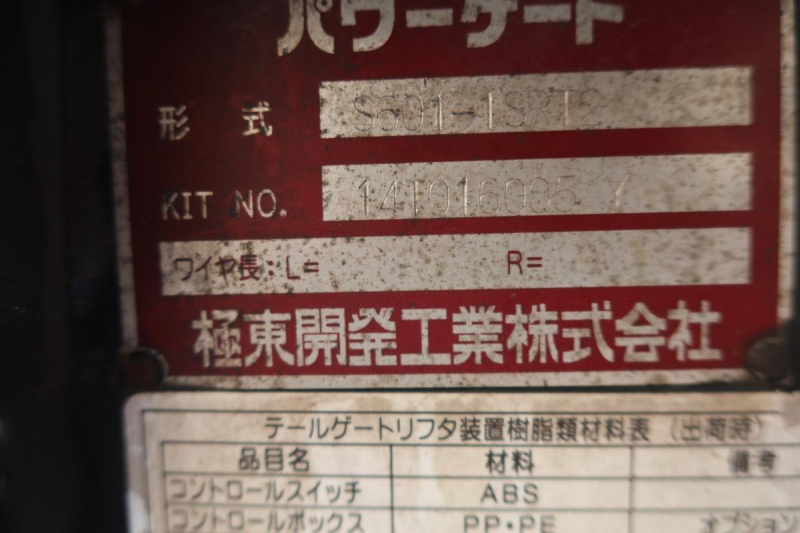 パワーゲート
形 式
KIT NO. 14T016005 Y
ワイヤ長:L= R=
極東開発工業株式会社
テールゲートリフタ装置樹脂類材料表 (出荷時)
品目名 材料 備考
コントロールスイッチ ABS
コントロールボックス PP・PE オプション